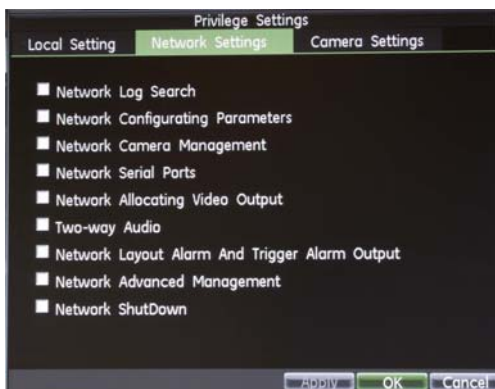 Privilege Settings
Local Setting Network Settings Camera Settings
Network Log Search
Network Configurating Parameters
Network Camera Management
Network Serial Ports
Network Allocating Video Output
Two-way Audio
Network Layout Alarm And Trigger Alarm Output
Network Advanced Management
Network ShutDown
Apply OK Cancel